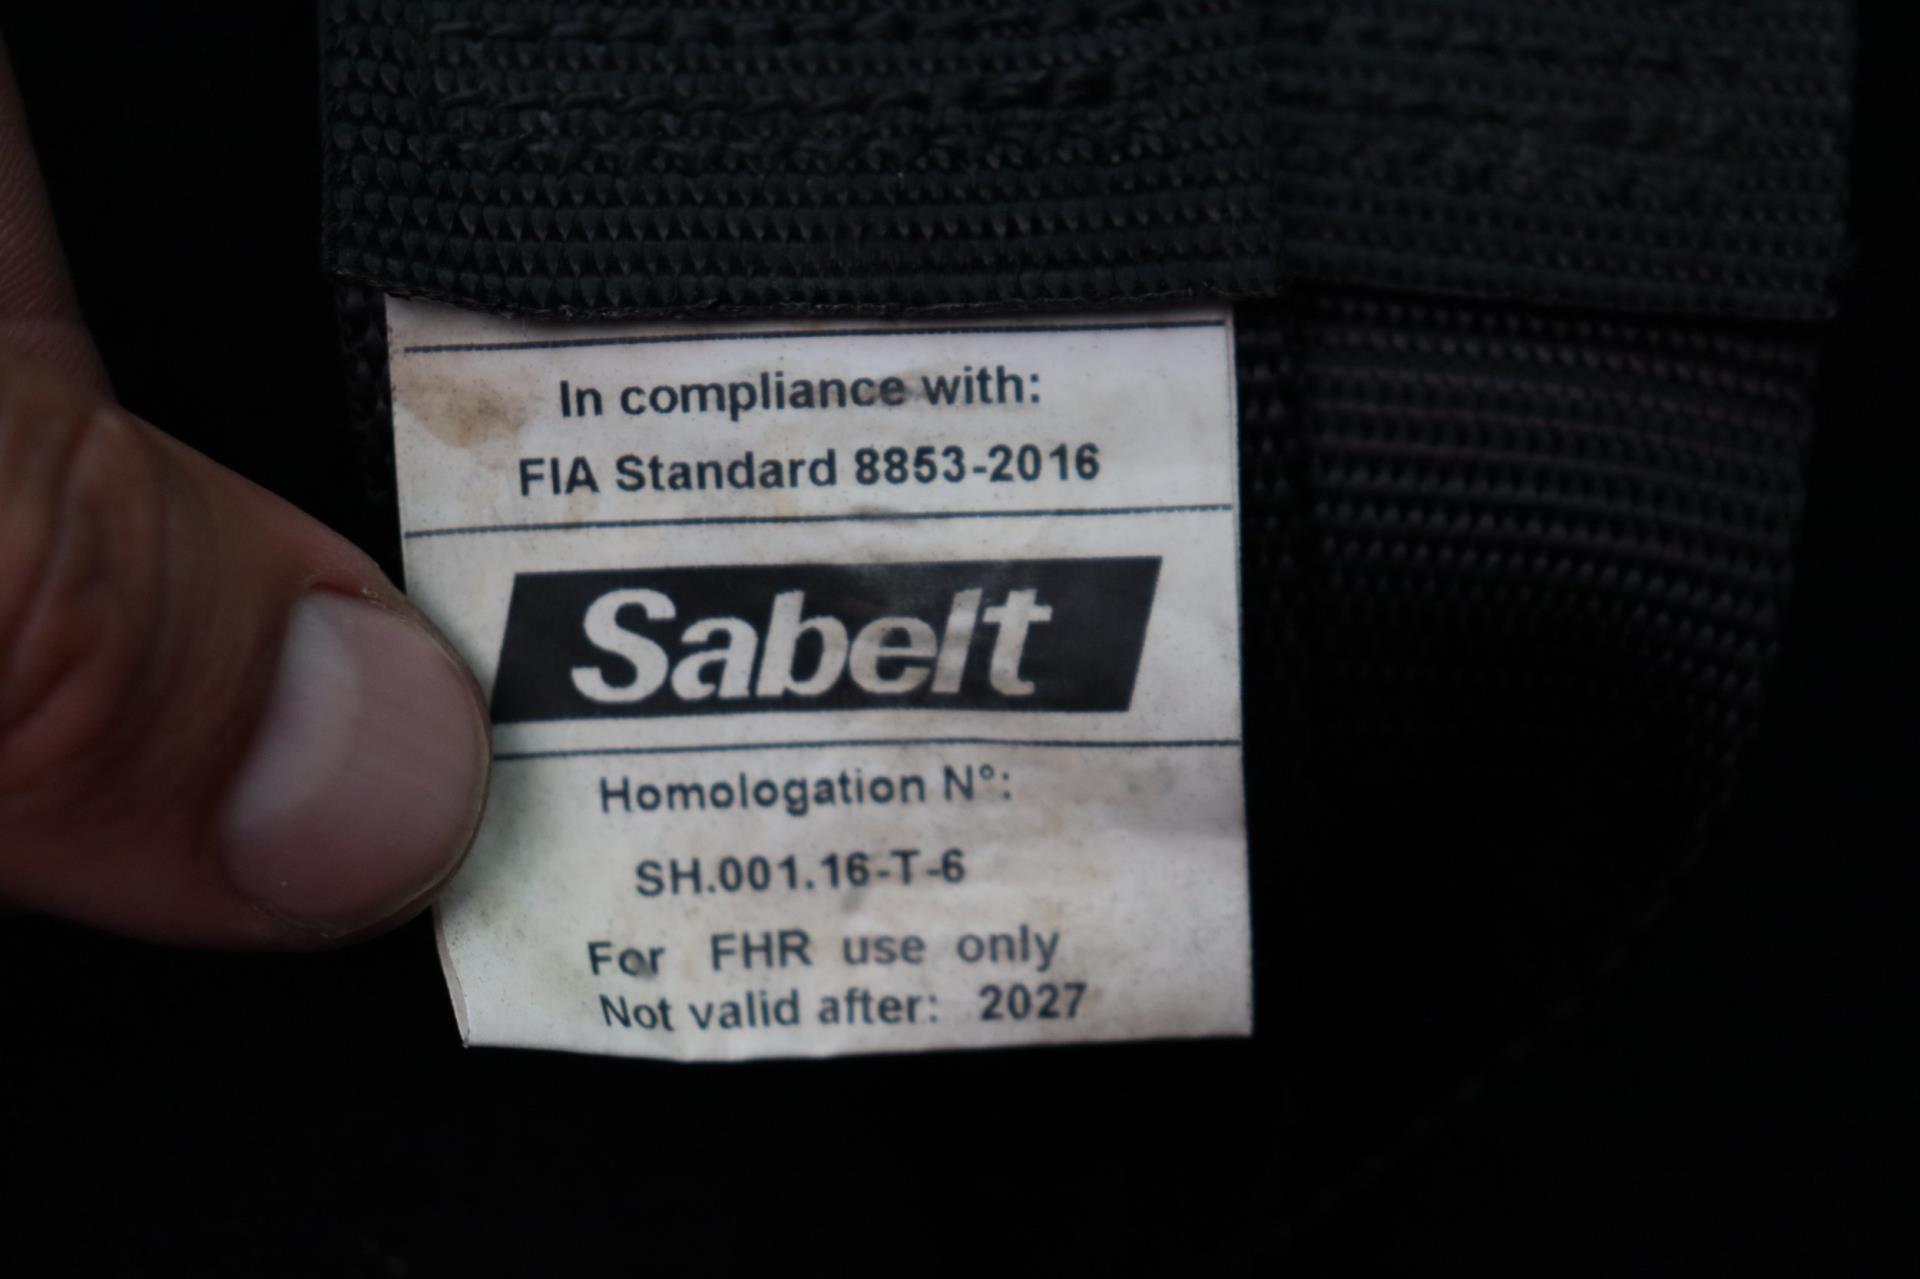 In compliance with:
FIA Standard 8853-2016
Sabelt
Homologation N°:
SH.001.16-T-6
For FHR use only
Not valid after: 2027